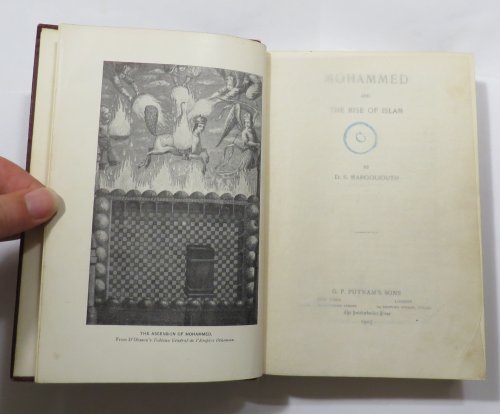 THE ASCENSION OF MOHAMMED.
From D'Ohsson's Tableau Général de l'Empire Othoman.
MOHAMMED
AND
THE RISE OF ISLAM
BY
D. S. MARGOLIOUTH
G. P. PUTNAM'S SONS
NEW YORK LONDON
The Knickerbocker Press
1905